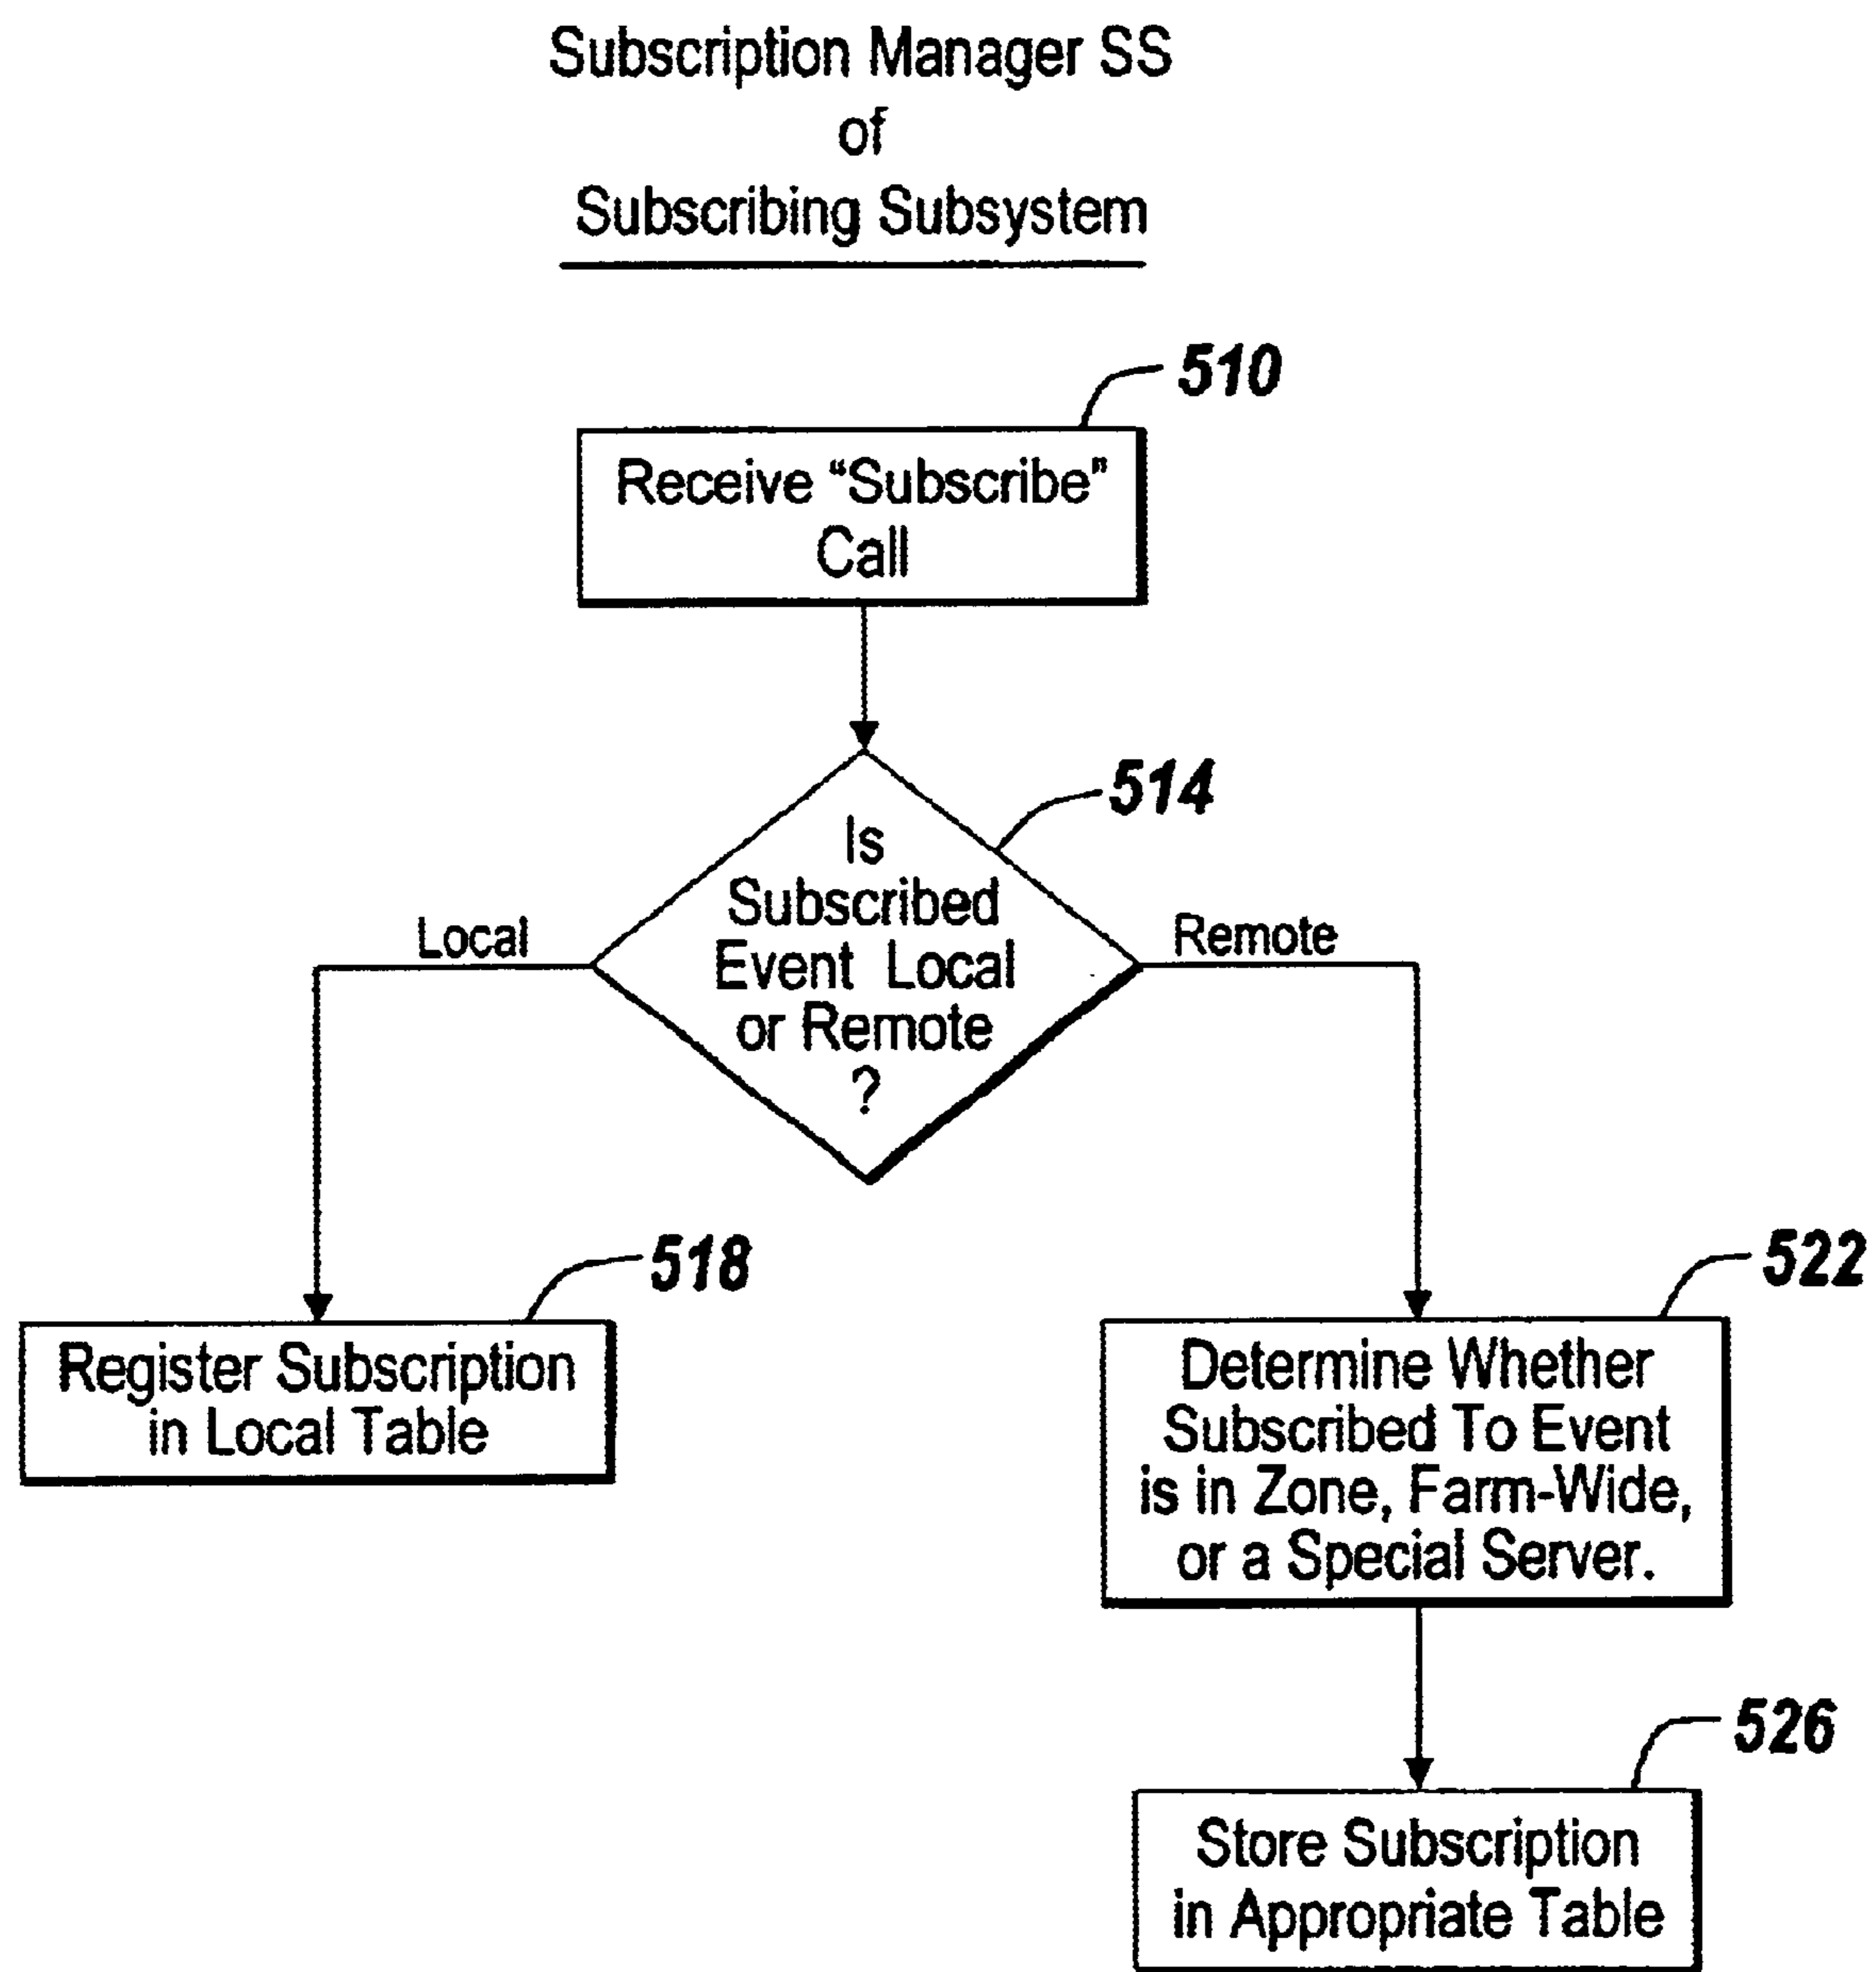 Subscription Manager SS
of
Subscribing Subsystem
510
Receive “Subscribe”
Call
514
Is
Subscribed
Event Local
or Remote
?
Local
Remote
518
Register Subscription
in Local Table
522
Determine Whether
Subscribed To Event
is in Zone, Farm-Wide,
or a Special Server.
526
Store Subscription
in Appropriate Table